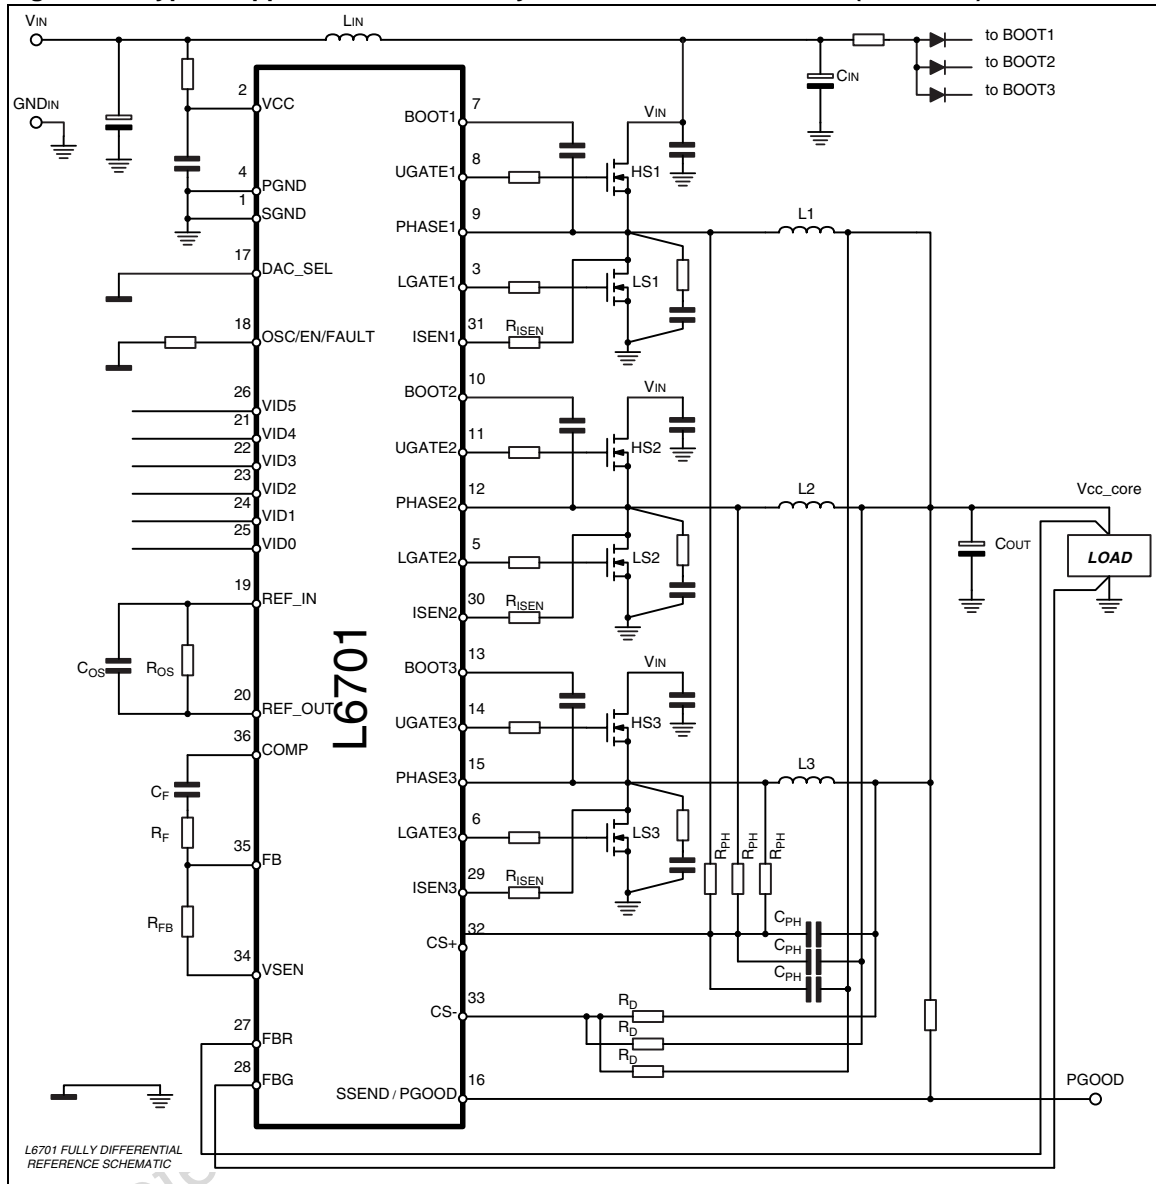 VIN
LIN
to BOOT1
to BOOT2
to BOOT3
CIN
GNDIN
2
VCC
4
PGND
1
SGND
17
DAC_SEL
18
OSC/EN/FAULT
26
VID5
21
VID4
22
VID3
23
VID2
24
VID1
25
VID0
19
REF_IN
COS
ROS
20
REF_OUT
36
COMP
CF
RF
35
FB
RFB
34
VSEN
27
FBR
28
FBG
L6701
7
BOOT1
VIN
8
UGATE1
HS1
9
PHASE1
L1
3
LGATE1
LS1
31
ISEN1
RISEN
10
BOOT2
VIN
11
UGATE2
HS2
12
PHASE2
L2
Vcc_core
5
LGATE2
LS2
COUT
LOAD
30
ISEN2
RISEN
13
BOOT3
VIN
14
UGATE3
HS3
15
PHASE3
L3
6
LGATE3
LS3
RPH
RPH
RPH
29
ISEN3
RISEN
32
CS+
CPH
CPH
CPH
33
CS-
RD
RD
RD
16
SSEND / PGOOD
PGOOD
L6701 FULLY DIFFERENTIAL
REFERENCE SCHEMATIC